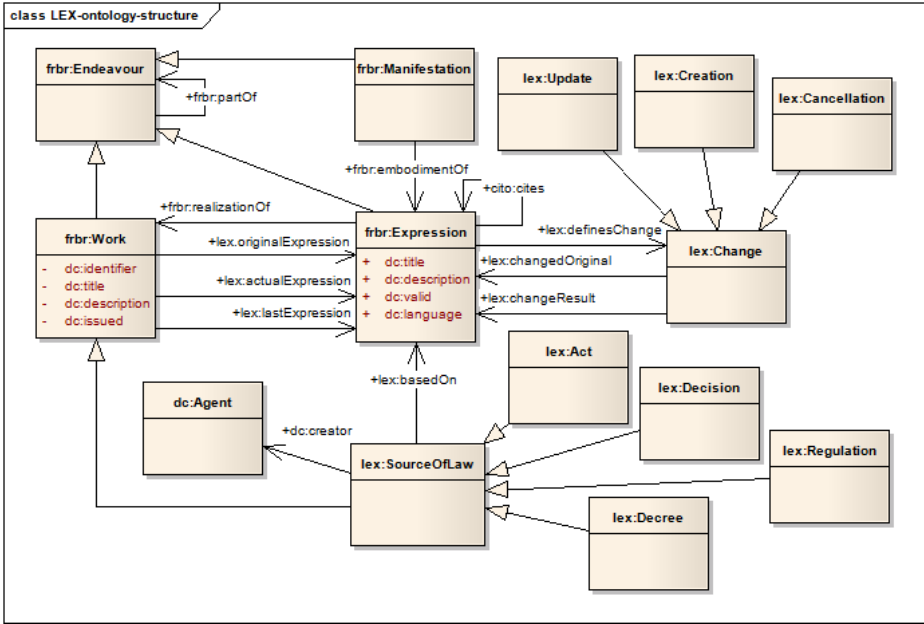 class LEX-ontology-structure
frbr:Endeavour
+frbr:partOf
frbr:Manifestation
lex:Update
lex:Creation
lex:Cancellation
+frbr:embodimentOf
+cito:cites
+frbr:realizationOf
frbr:Work
- dc:identifier
- dc:title
- dc:description
- dc:issued
+lex.originalExpression
+lex:actualExpression
+lex:lastExpression
frbr:Expression
+ dc:title
+ dc:description
+ dc:valid
+ dc:language
+lex:definesChange
+lex:changedOriginal
+lex:changeResult
lex:Change
+lex:basedOn
lex:Act
lex:Decision
dc:Agent
+dc:creator
lex:SourceOfLaw
lex:Regulation
lex:Decree